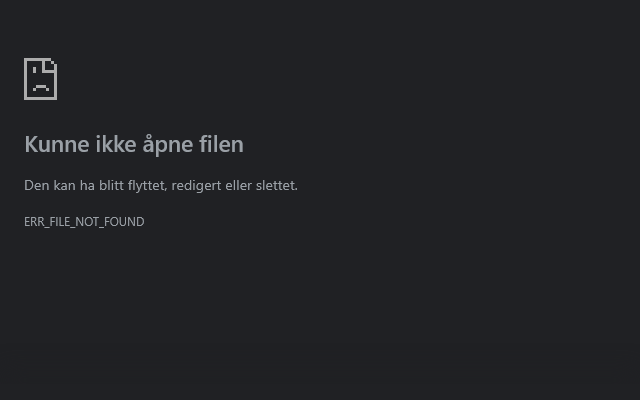 Kunne ikke åpne filen
Den kan ha blitt flyttet, redigert eller slettet.
ERR_FILE_NOT_FOUND